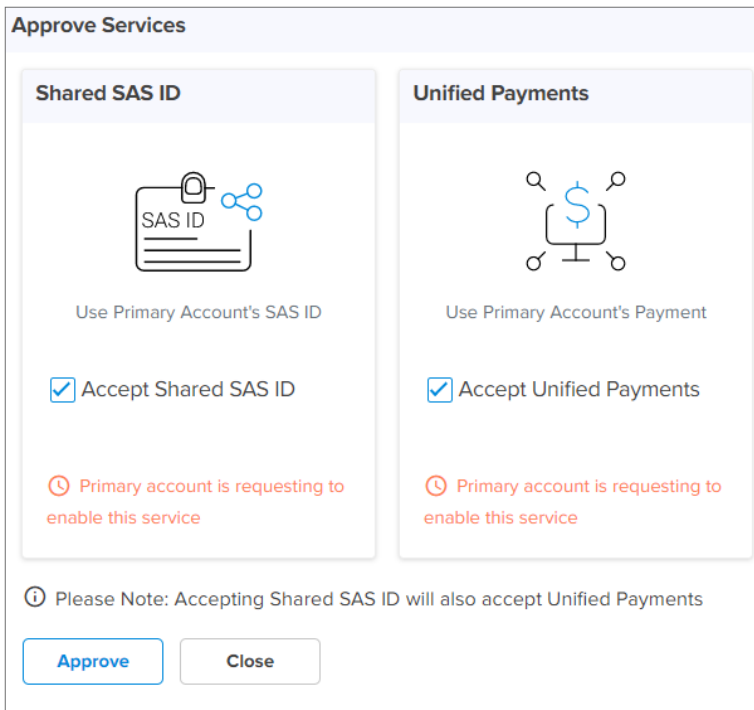 Approve Services
Shared SAS ID
SAS ID
Use Primary Account's SAS ID
Accept Shared SAS ID
Primary account is requesting to
enable this service
Unified Payments
$
Use Primary Account's Payment
Accept Unified Payments
Primary account is requesting to
enable this service
Please Note: Accepting Shared SAS ID will also accept Unified Payments
Approve
Close